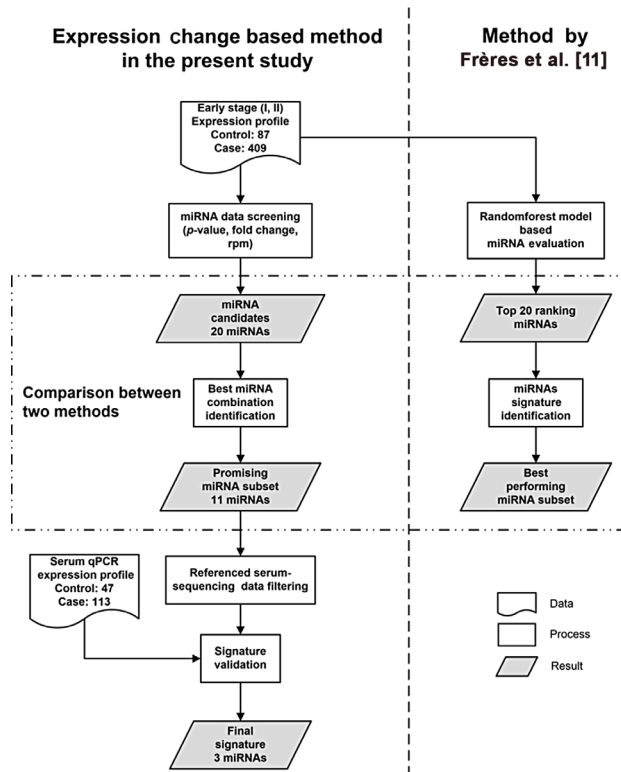 Expression change based method
in the present study
Method by
Frères et al. [11]
Early stage (I, II)
Expression profile
Control: 87
Case: 409
miRNA data screening
(p-value, fold change,
rpm)
Randomforest model
based
miRNA evaluation
miRNA
candidates
20 miRNAs
Top 20 ranking
miRNAs
Comparison between
two methods
Best miRNA
combination
identification
miRNAs
signature
identification
Promising
miRNA subset
11 miRNAs
Best
performing
miRNA subset
Serum qPCR
expression profile
Control: 47
Case: 113
Referenced serum-
sequencing data filtering
Signature
validation
Final
signature
3 miRNAs
Data
Process
Result